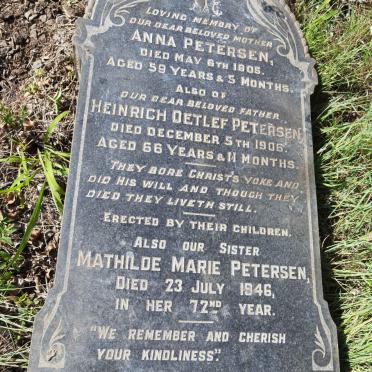 Loving memory of
our dear beloved mother
Anna Petersen,
Died May 6th 1905.
Aged 59 Years & 5 Months.
Also of
our dear beloved father
Heinrich Detlef Petersen
Died December 5th 1906.
Aged 66 Years & 11 Months.
They bore Christ's yoke and
did His will and though they
died they liveth still.
Erected by their children.
Also our Sister
Mathilde Marie Petersen,
Died 23 July 1946,
in her 72nd year.
"We remember and cherish
your kindliness".